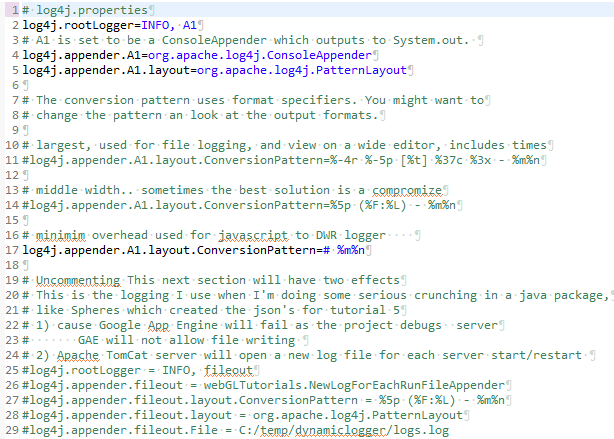 1 # log4j.properties
2 log4j.rootLogger=INFO, A1
3 # A1 is set to be a ConsoleAppender which outputs to System.out.
4 log4j.appender.A1=org.apache.log4j.ConsoleAppender
5 log4j.appender.A1.layout=org.apache.log4j.PatternLayout
6
7 # The conversion pattern uses format specifiers. You might want to
8 # change the pattern an look at the output formats.
9
10 # largest, used for file logging, and view on a wide editor, includes times
11 #log4j.appender.A1.layout.ConversionPattern=%-4r %-5p [%t] %37c %3x - %m%n
12
13 # middle width.. sometimes the best solution is a compromize
14 #log4j.appender.A1.layout.ConversionPattern=%5p (%F:%L) - %m%n
15
16 # minimim overhead used for javascript to DWR logger
17 log4j.appender.A1.layout.ConversionPattern=# %m%n
18
19 # Uncommenting This next section will have two effects
20 # This is the logging I use when I'm doing some serious crunching in a java package,
21 # like Spheres which created the json's for tutorial 5
22 # 1) cause Google App Engine will fail as the project debugs  server
23 #       GAE will not allow file writing
24 # 2) Apache TomCat server will open a new log file for each server start/restart
25 #log4j.rootLogger = INFO, fileout
26 #log4j.appender.fileout = webGLTutorials.NewLogForEachRunFileAppender
27 #log4j.appender.fileout.layout.ConversionPattern = %5p (%F:%L) - %m%n
28 #log4j.appender.fileout.layout = org.apache.log4j.PatternLayout
29 #log4j.appender.fileout.File = C:/temp/dynamiclogger/logs.log